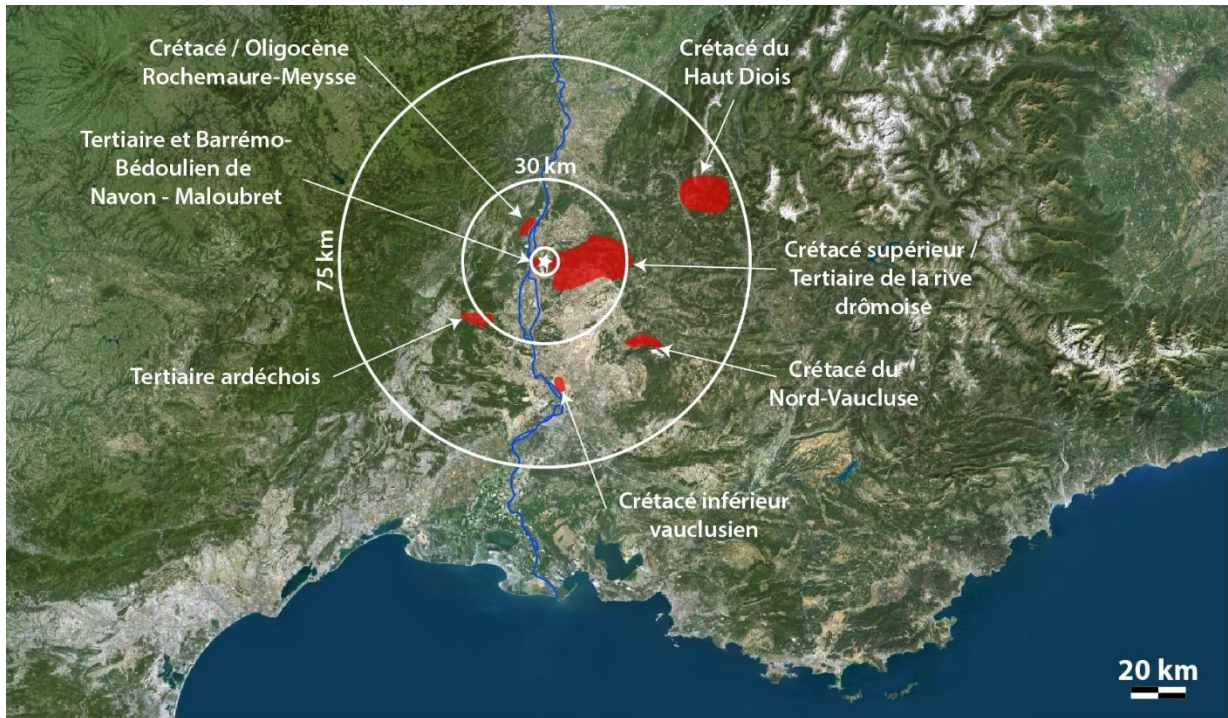 Crétacé / Oligocène
Rochemaure-Meysse
Crétacé du
Haut Diois
Tertiaire et Barrémo-
Bédoulien de
Navon - Maloubret
30 km
75 km
Crétacé supérieur /
Tertiaire de la rive
drômoise
Tertiaire ardéchois
Crétacé du
Nord-Vaucluse
Crétacé inférieur
vauclusien
20 km